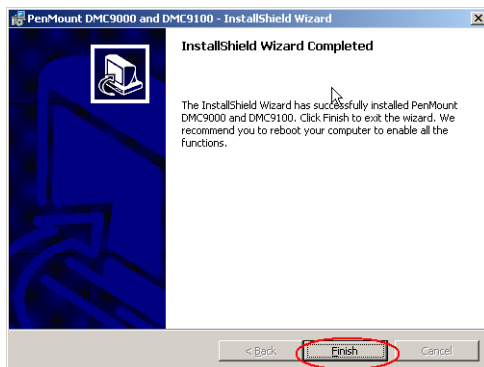 PenMount DMC9000 and DMC9100 - InstallShield Wizard
InstallShield Wizard Completed
The InstallShield Wizard has successfully installed PenMount
DMC9000 and DMC9100. Click Finish to exit the wizard. We
recommend you to reboot your computer to enable all the
functions.
< Back Finish Cancel